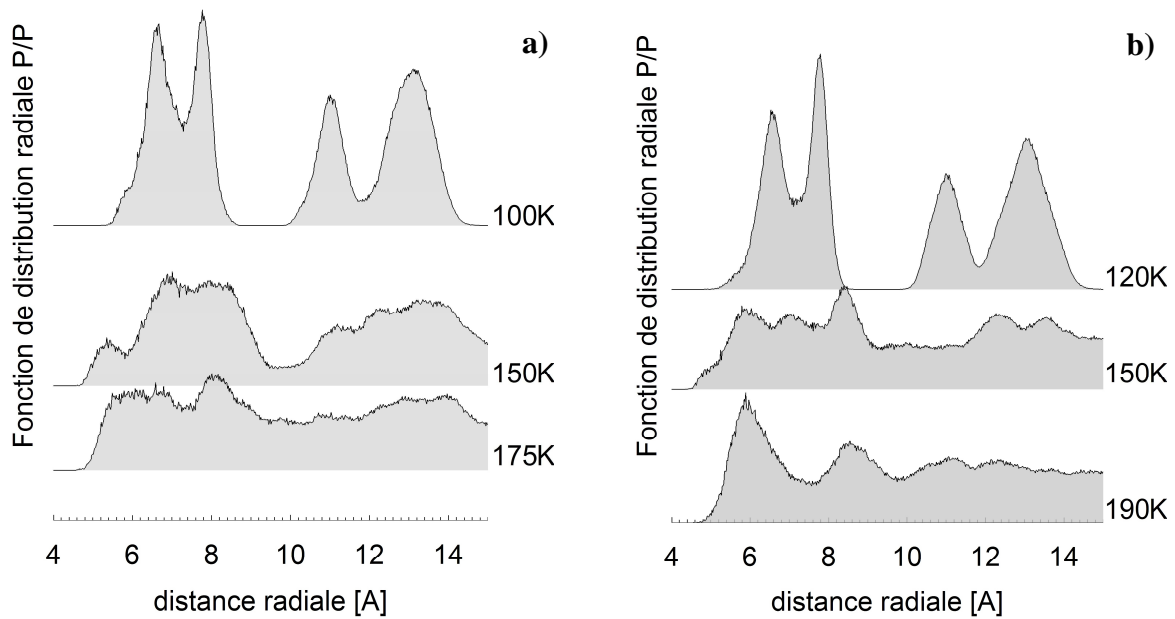 Fonction de distribution radiale P/P
a)
100K
150K
175K
4 6 8 10 12 14
distance radiale [A]
Fonction de distribution radiale P/P
b)
120K
150K
190K
4 6 8 10 12 14
distance radiale [A]